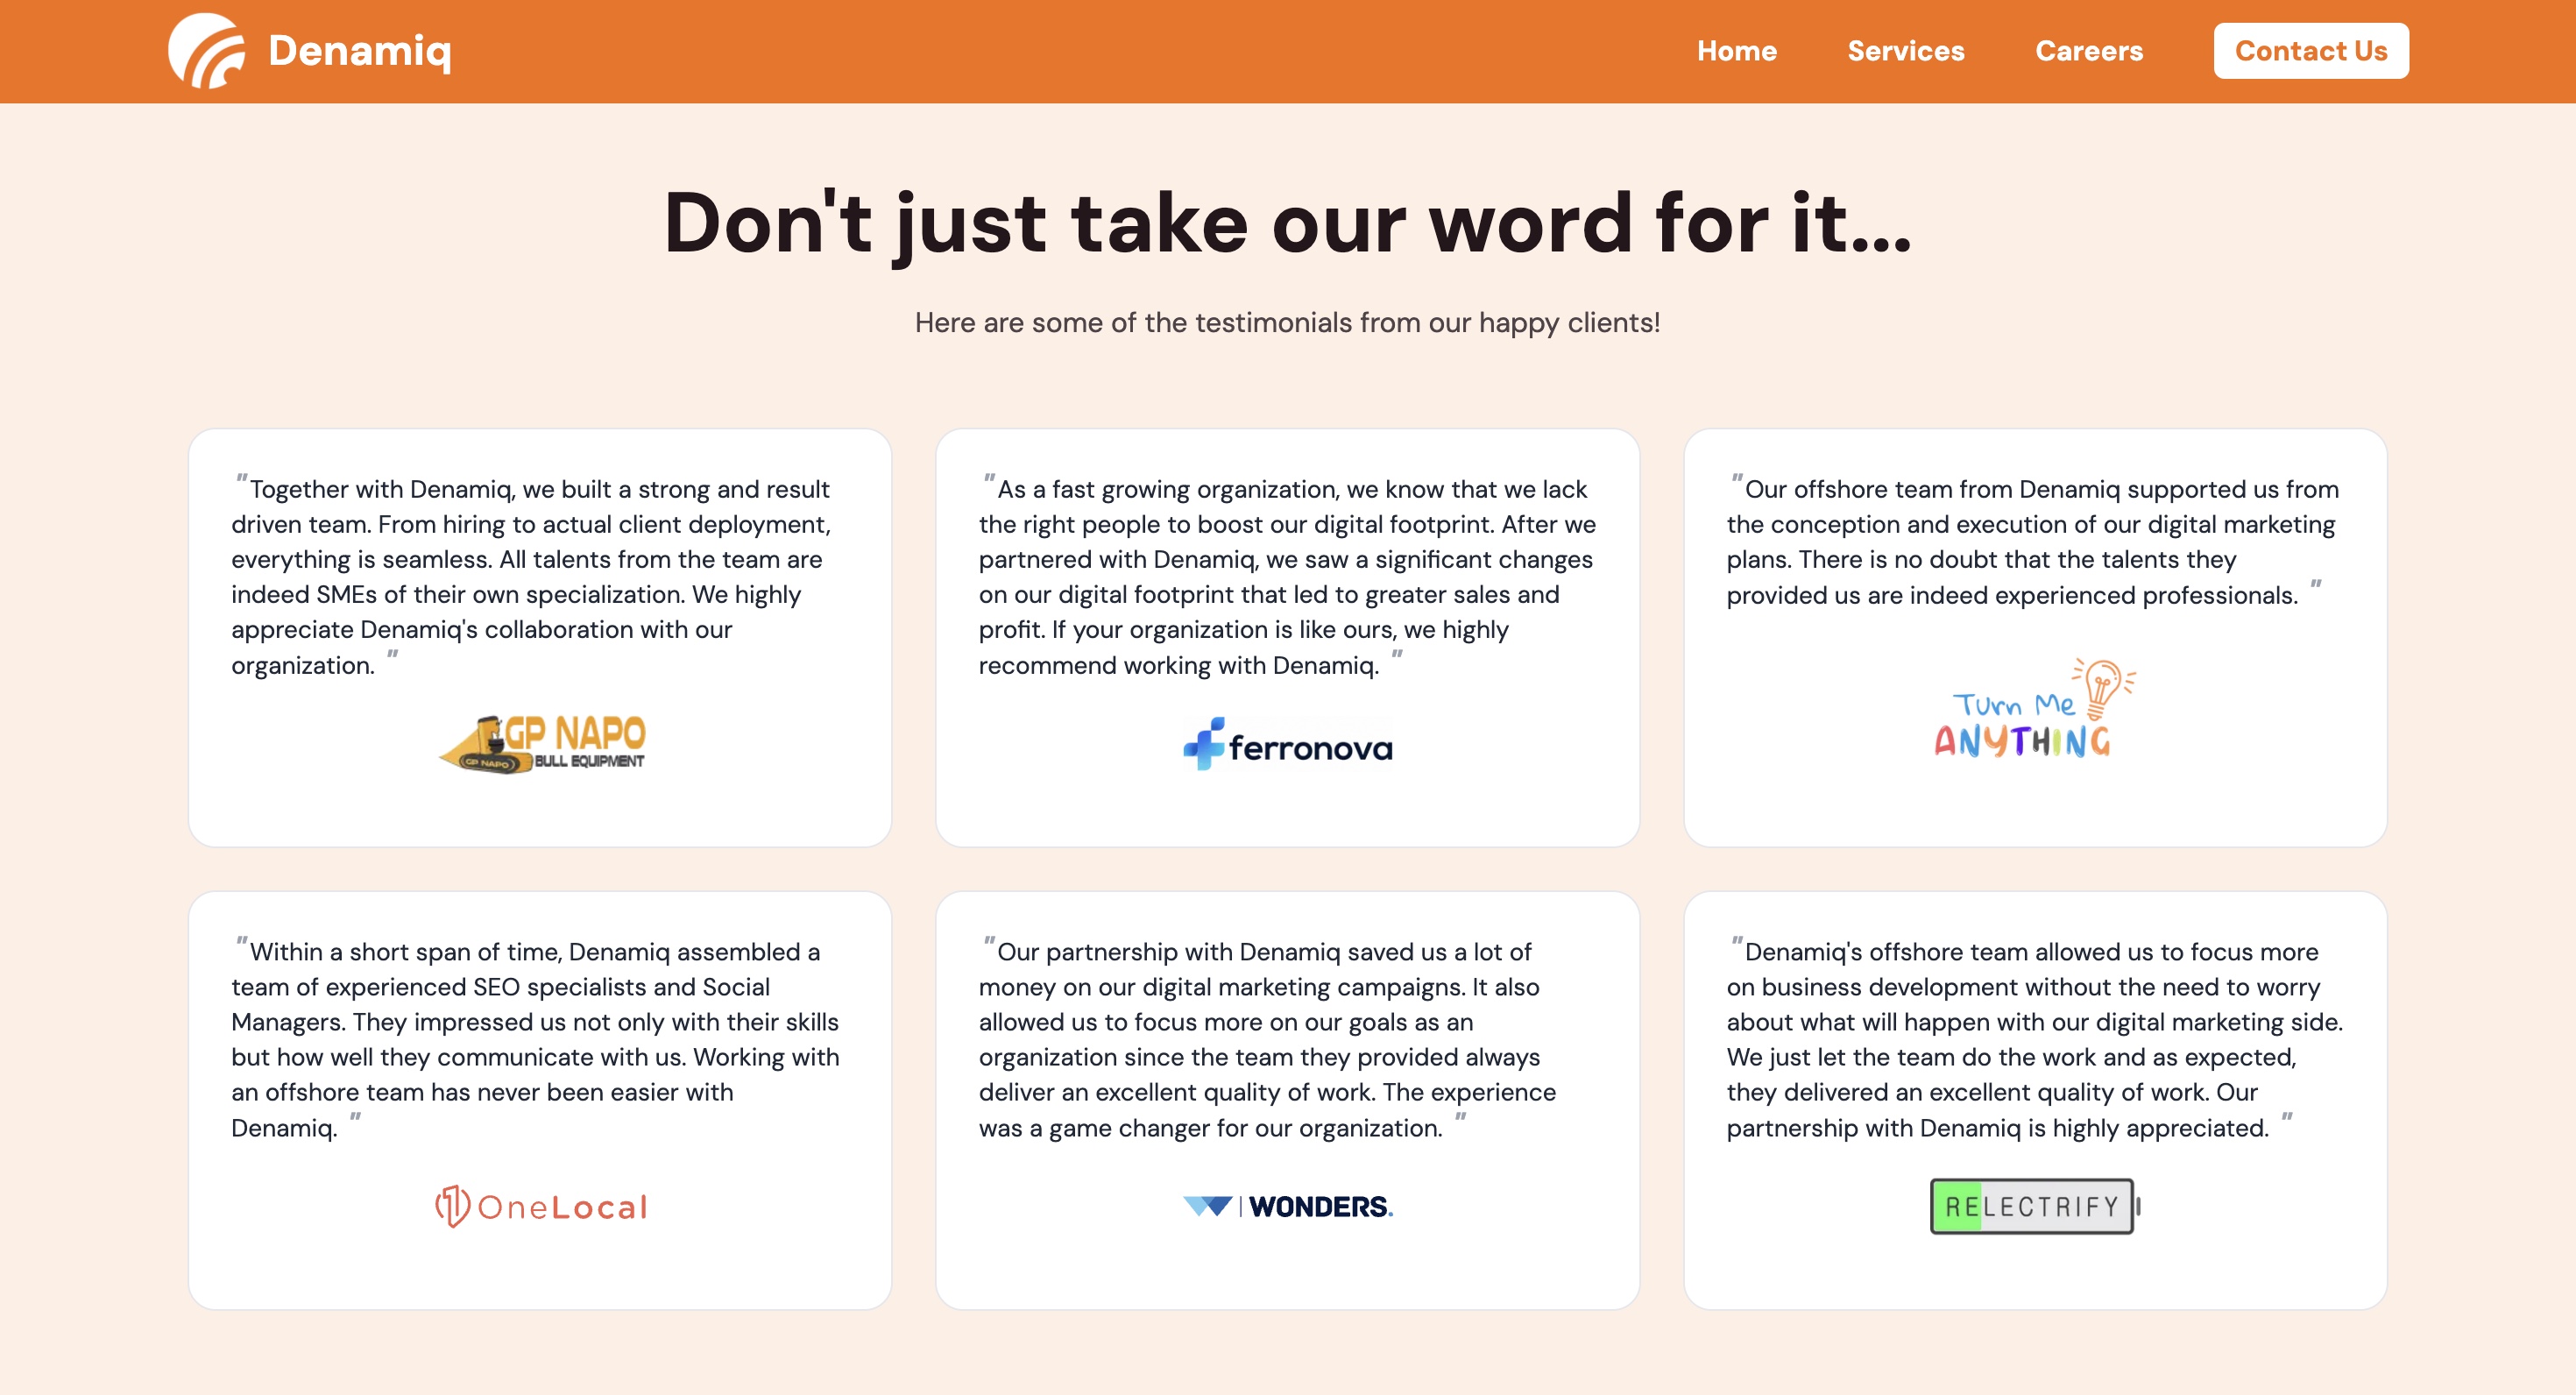 Denamiq
Home
Services
Careers
Contact Us
Don't just take our word for it...
Here are some of the testimonials from our happy clients!
"Together with Denamiq, we built a strong and result
driven team. From hiring to actual client deployment,
everything is seamless. All talents from the team are
indeed SMEs of their own specialization. We highly
appreciate Denamiq's collaboration with our
organization. "
GP NAPO
GP NAPO
BULL EQUIPMENT
"As a fast growing organization, we know that we lack
the right people to boost our digital footprint. After we
partnered with Denamiq, we saw a significant changes
on our digital footprint that led to greater sales and
profit. If your organization is like ours, we highly
recommend working with Denamiq. "
ferronova
"Our offshore team from Denamiq supported us from
the conception and execution of our digital marketing
plans. There is no doubt that the talents they
provided us are indeed experienced professionals. "
Turn Me
ANYTHING
"Within a short span of time, Denamiq assembled a
team of experienced SEO specialists and Social
Managers. They impressed us not only with their skills
but how well they communicate with us. Working with
an offshore team has never been easier with
Denamiq. "
OneLocal
"Our partnership with Denamiq saved us a lot of
money on our digital marketing campaigns. It also
allowed us to focus more on our goals as an
organization since the team they provided always
deliver an excellent quality of work. The experience
was a game changer for our organization. "
WONDERS.
"Denamiq's offshore team allowed us to focus more
on business development without the need to worry
about what will happen with our digital marketing side.
We just let the team do the work and as expected,
they delivered an excellent quality of work. Our
partnership with Denamiq is highly appreciated. "
RELECTRIFY